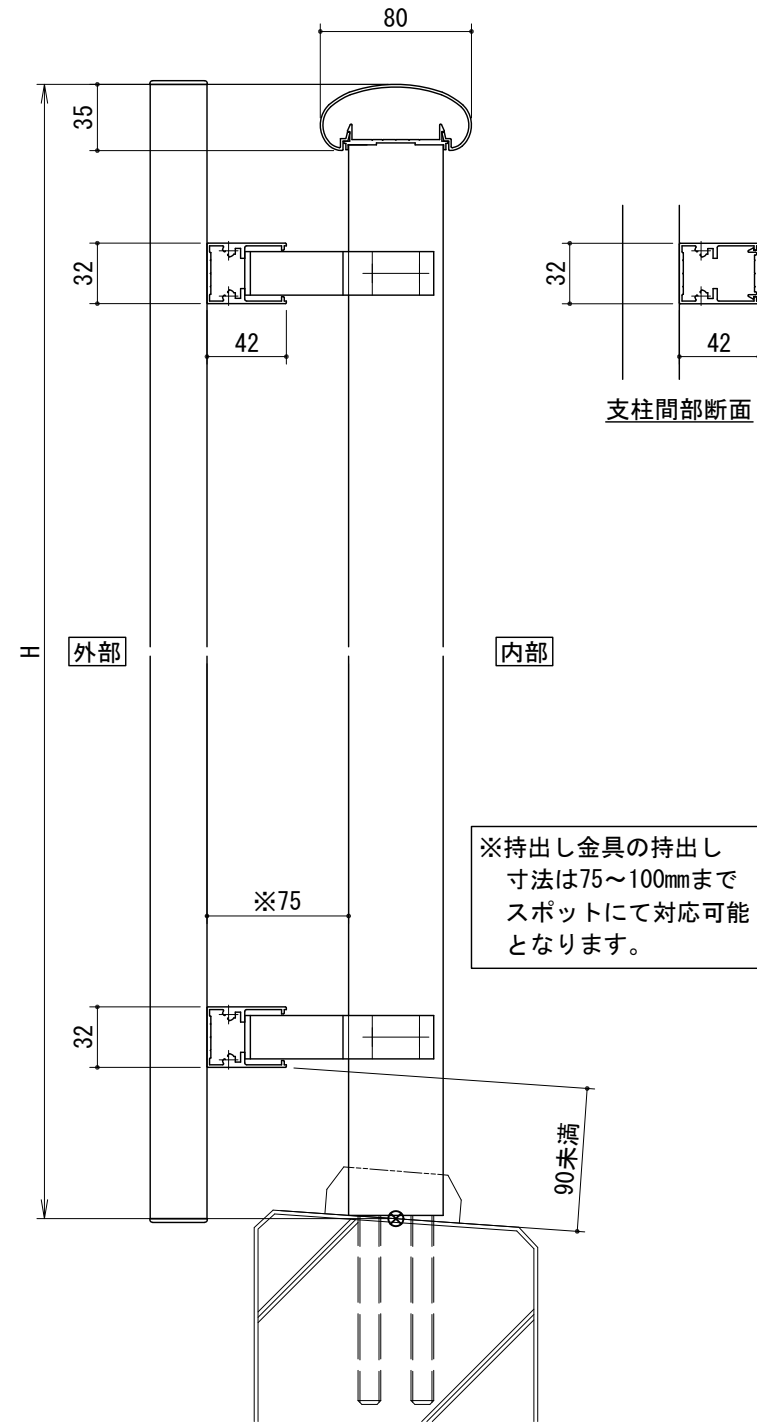 80
35
32
42
32
42
支柱間部断面
H
外部
内部
※持出し金具の持出し
寸法は75～100mmまで
スポットにて対応可能
となります。
※75
32
90未満